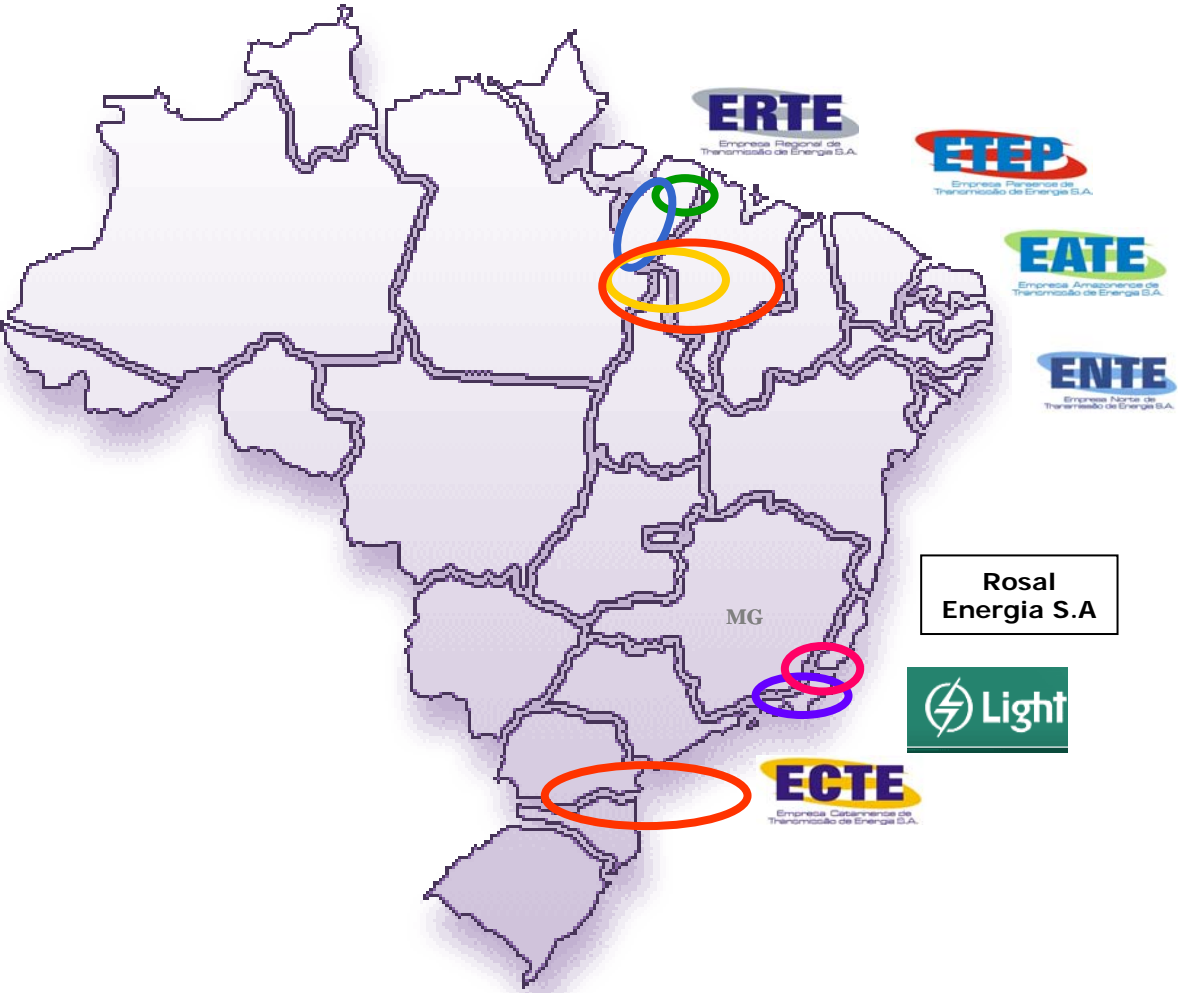 ERTE
Empresa Regional de
Transmissão de Energia S.A.
ETEP
Empresa Paraense de
Transmissão de Energia S.A.
EATE
Empresa Amazonense de
Transmissão de Energia S.A.
ENTE
Empresa Norte de
Transmissão de Energia S.A.
Rosal
Energia S.A
MG
Light
ECTE
Empresa Catarinense de
Transmissão de Energia S.A.